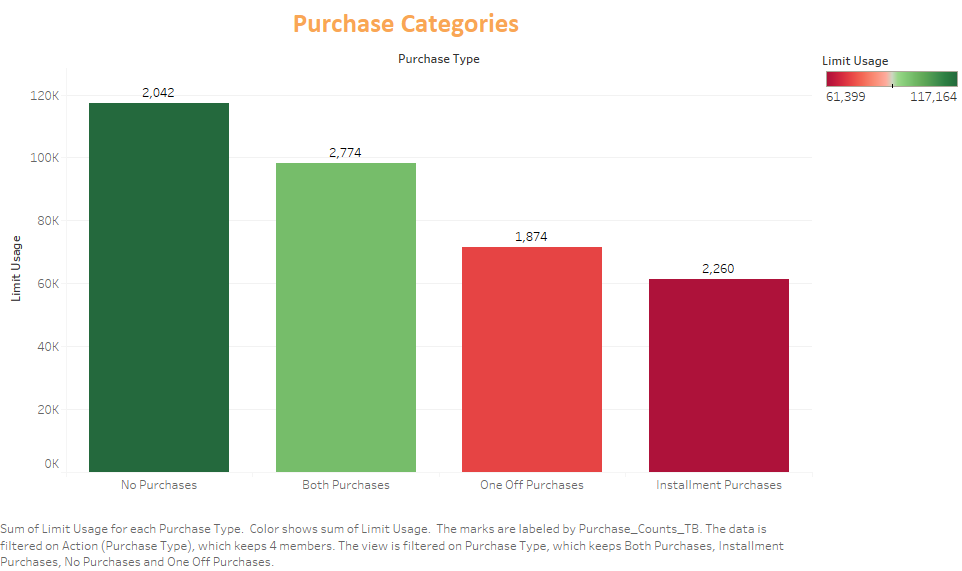 Purchase Categories
Purchase Type
Limit Usage
61,399 117,164
120K
100K
80K
60K
40K
20K
0K
Limit Usage
2,042
2,774
1,874
2,260
No Purchases Both Purchases One Off Purchases Installment Purchases
Sum of Limit Usage for each Purchase Type. Color shows sum of Limit Usage. The marks are labeled by Purchase_Counts_TB. The data is
filtered on Action (Purchase Type), which keeps 4 members. The view is filtered on Purchase Type, which keeps Both Purchases, Installment
Purchases, No Purchases and One Off Purchases.